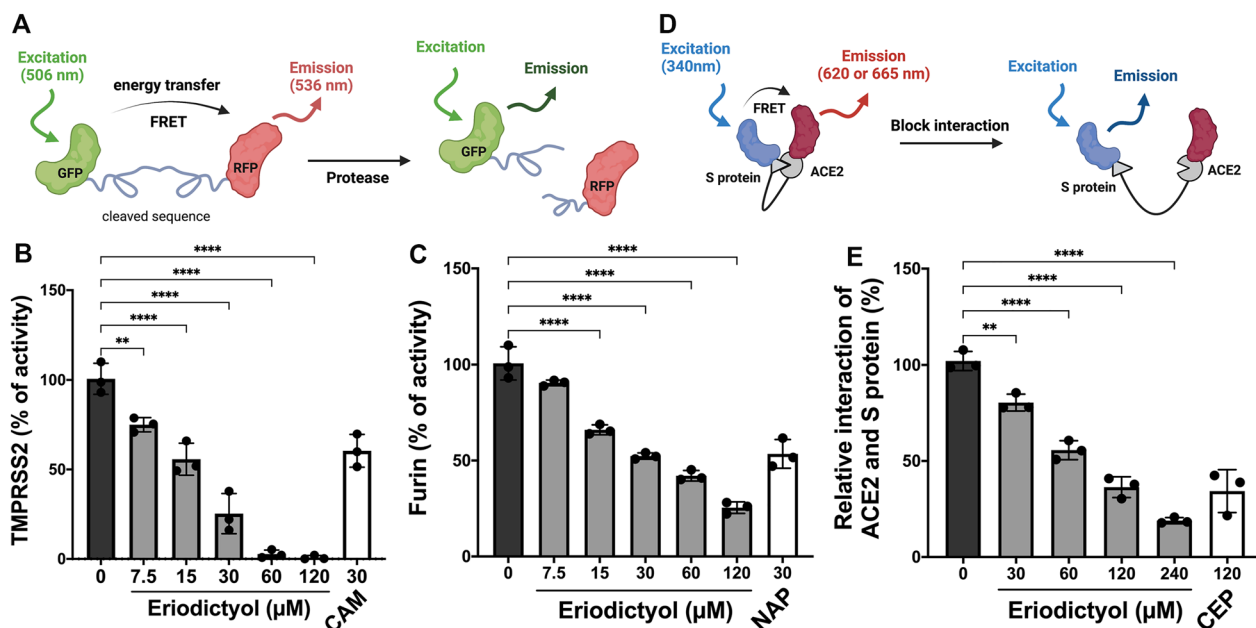 A
Excitation
(506 nm)
energy transfer
FRET
Emission
(536 nm)
GFP
RFP
cleaved sequence
Protease
Excitation
Emission
GFP
RFP
D
Excitation
(340nm)
Emission
(620 or 665 nm)
FRET
S protein
ACE2
Block interaction
Excitation
Emission
S protein
ACE2
B
TMPRSS2 (% of activity)
150
100
50
0
**
****
****
****
****
0 7.5 15 30 60 120 30
Eriodictyol (µM)
CAM
C
Furin (% of activity)
150
100
50
0
****
****
****
****
0 7.5 15 30 60 120 30
Eriodictyol (µM)
NAP
E
Relative interaction of
ACE2 and S protein (%)
150
100
50
0
**
****
****
****
0 30 60 120 240 120
Eriodictyol (µM)
CEP